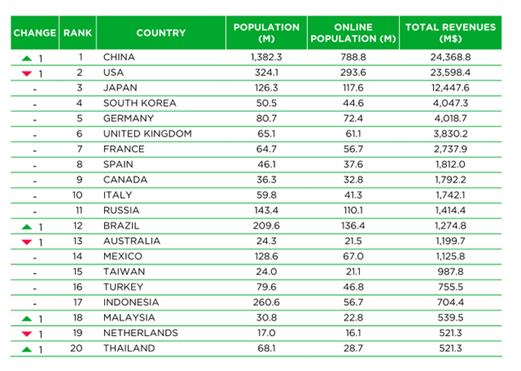 CHANGE RANK COUNTRY POPULATION (M) ONLINE POPULATION (M) TOTAL REVENUES (M$)
▲ 1 1 CHINA 1,382.3 788.8 24,368.8
▼ 1 2 USA 324.1 293.6 23,598.4
- 3 JAPAN 126.3 117.6 12,447.6
- 4 SOUTH KOREA 50.5 44.6 4,047.3
- 5 GERMANY 80.7 72.4 4,018.7
- 6 UNITED KINGDOM 65.1 61.1 3,830.2
- 7 FRANCE 64.7 56.7 2,737.9
- 8 SPAIN 46.1 37.6 1,812.0
- 9 CANADA 36.3 32.8 1,792.2
- 10 ITALY 59.8 41.3 1,742.1
- 11 RUSSIA 143.4 110.1 1,414.4
▲ 1 12 BRAZIL 209.6 136.4 1,274.8
▼ 1 13 AUSTRALIA 24.3 21.5 1,199.7
- 14 MEXICO 128.6 67.0 1,125.8
- 15 TAIWAN 24.0 21.1 987.8
- 16 TURKEY 79.6 46.8 755.5
- 17 INDONESIA 260.6 56.7 704.4
▲ 1 18 MALAYSIA 30.8 22.8 539.5
▼ 1 19 NETHERLANDS 17.0 16.1 521.3
▲ 1 20 THAILAND 68.1 28.7 521.3